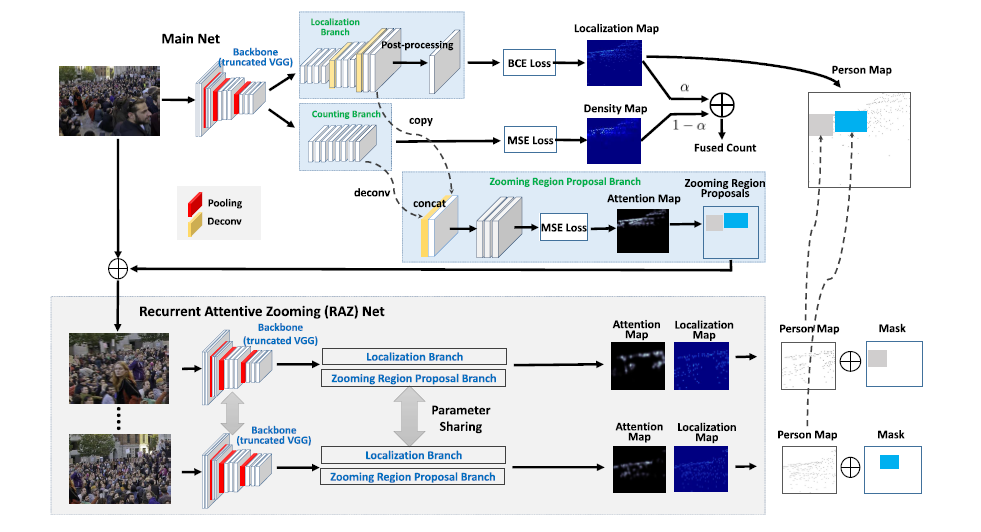 Main Net
Backbone
(truncated VGG)
Localization
Branch
Post-processing
BCE Loss
Localization Map
Person Map
α
Density Map
1 − α
Fused Count
Counting Branch
copy
MSE Loss
deconv
Zooming Region Proposal Branch
concat
MSE Loss
Attention Map
Zooming Region
Proposals
Pooling
Deconv
Recurrent Attentive Zooming (RAZ) Net
Backbone
(truncated VGG)
Localization Branch
Zooming Region Proposal Branch
Attention
Map
Localization
Map
Person Map
Mask
Parameter
Sharing
Backbone
(truncated VGG)
Localization Branch
Zooming Region Proposal Branch
Attention
Map
Localization
Map
Person Map
Mask